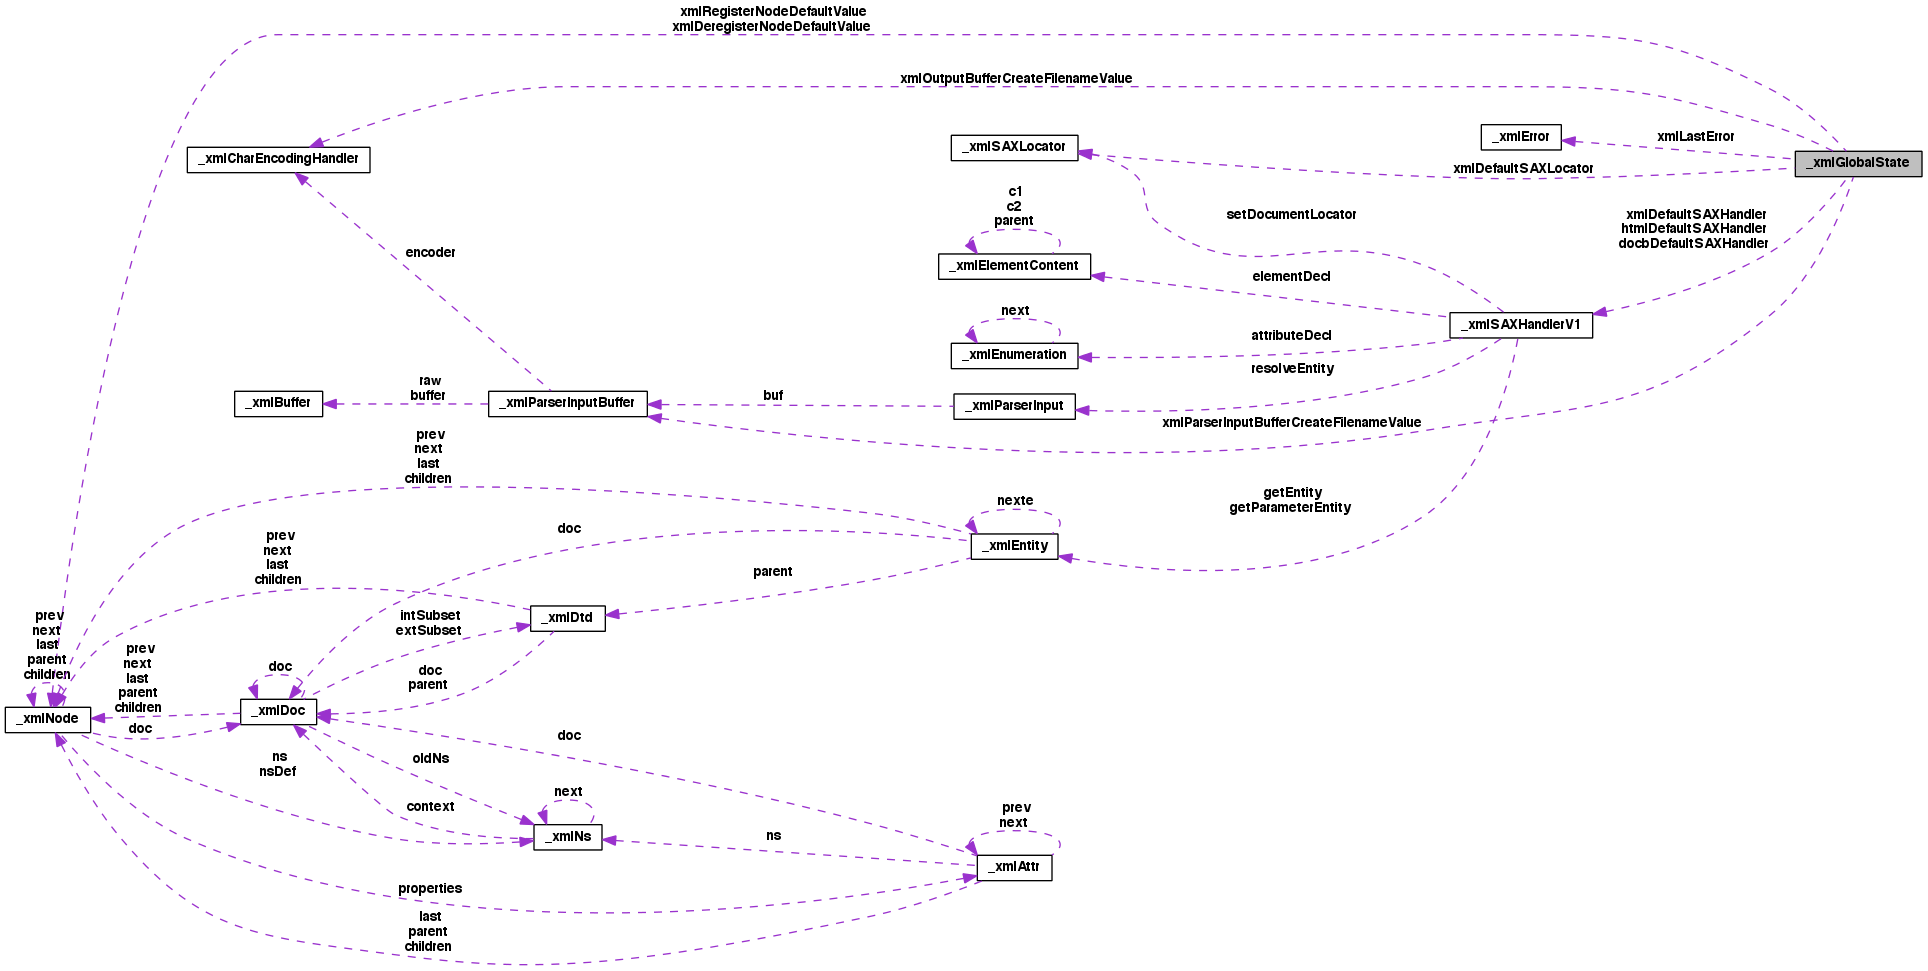 xmlRegisterNodeDefaultValue
xmlDeregisterNodeDefaultValue
xmlOutputBufferCreateFilenameValue
_xmlError
xmlLastError
_xmlGlobalState
_xmlSAXLocator
_xmlCharEncodingHandler
xmlDefaultSAXLocator
c1
c2
parent
setDocumentLocator
xmlDefaultSAXHandler
htmlDefaultSAXHandler
docbDefaultSAXHandler
encoder
_xmlElementContent
elementDecl
next
_xmlSAXHandlerV1
attributeDecl
_xmlEnumeration
resolveEntity
raw
buffer
buf
_xmlBuffer
_xmlParserInputBuffer
_xmlParserInput
xmlParserInputBufferCreateFilenameValue
prev
next
last
children
getEntity
getParameterEntity
nexte
doc
_xmlEntity
prev
next
last
children
parent
_xmlDtd
intSubset
extSubset
prev
next
last
parent
children
prev
next
last
parent
children
doc
doc
parent
_xmlNode
_xmlDoc
doc
doc
ns
nsDef
oldNs
next
context
_xmlNs
prev
next
ns
_xmlAttr
properties
last
parent
children